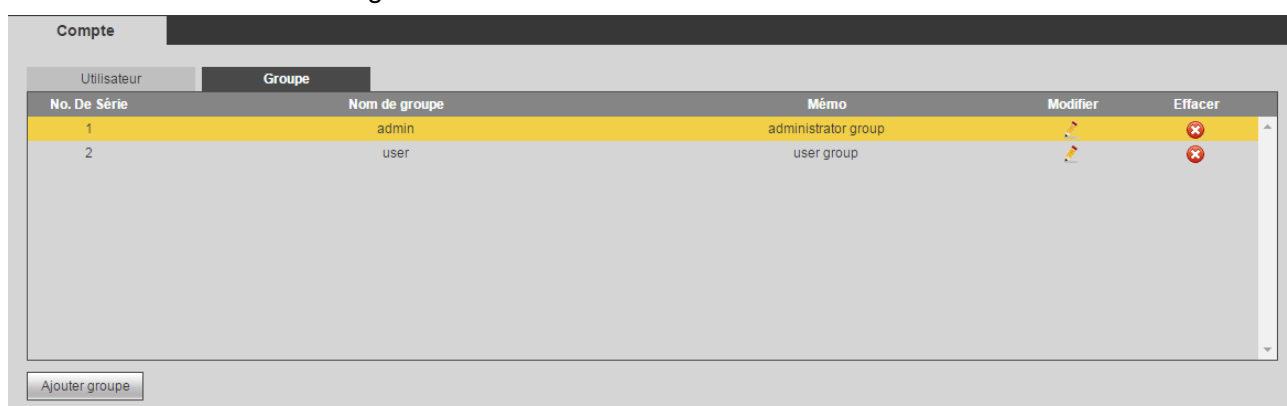 Compte
Utilisateur Groupe
No. De Série Nom de groupe Mémo Modifier Effacer
1 admin administrator group
2 user user group
Ajouter groupe